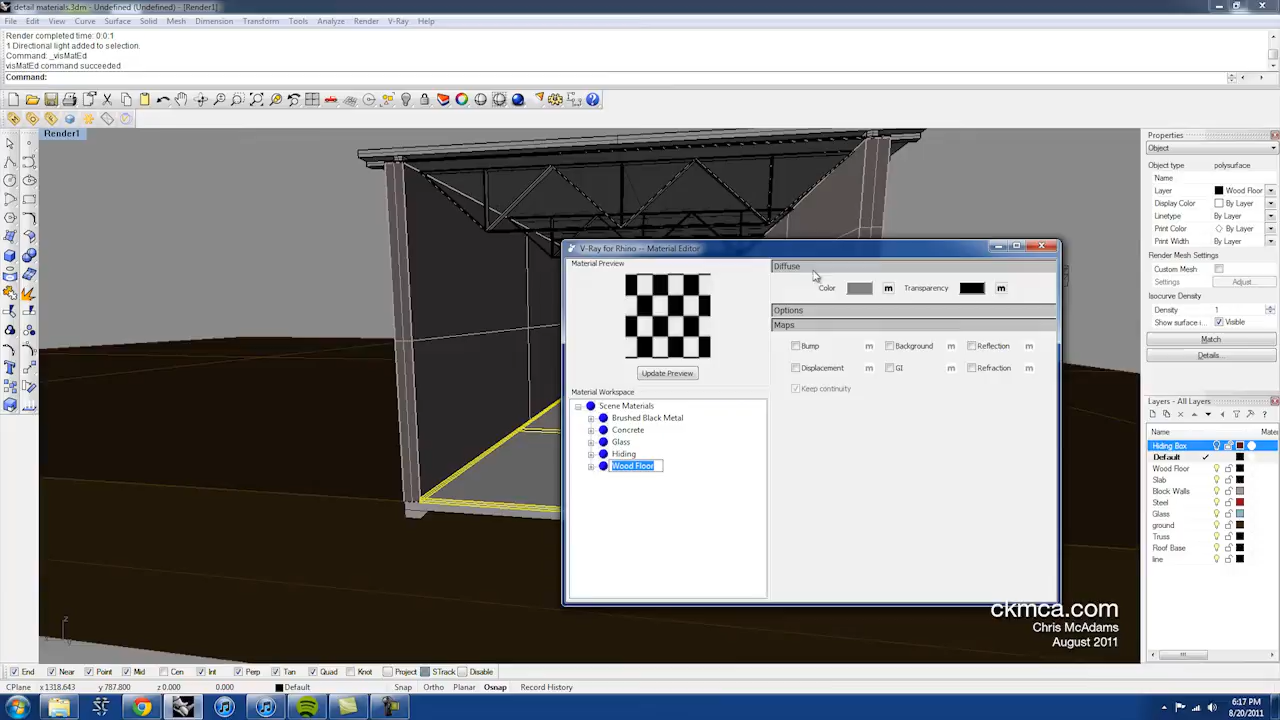 detail materials.3dm - Undefined (Undefined) - [Render1]
File Edit View Curve Surface Solid Mesh Dimension Transform Tools Analyze Render V-Ray Help
Render completed time: 0:0:1
1 Directional light added to selection.
Command: _visMatEd
visMatEd command succeeded
Command:
Render1
Properties
Object
Object type polysurface
Name
Layer Wood Floor
Display Color By Layer
Linetype By Layer
Print Color By Layer
Print Width By Layer
Render Mesh Settings
Custom Mesh
Settings Adjust...
Isocurve Density
Density 1
Show surface i... Visible
Match
Details...
V-Ray for Rhino -- Material Editor
Material Preview
Update Preview
Material Workspace
Scene Materials
Brushed Black Metal
Concrete
Glass
Hiding
Wood Floor
Diffuse
Color m Transparency m
Options
Maps
Bump m Background m Reflection m
Displacement m GI m Refraction m
Keep continuity
Layers - All Layers
Name Mater
Hiding Box
Default
Wood Floor
Slab
Block Walls
Steel
Glass
ground
Truss
Roof Base
line
ckmca.com
Chris McAdams
August 2011
End Near Point Mid Cen Int Perp Tan Quad Knot Project STrack Disable
CPlane x 1318.643 y 787.800 z 0.000 0.000 Default Snap Ortho Planar Osnap Record History
6:17 PM
8/20/2011